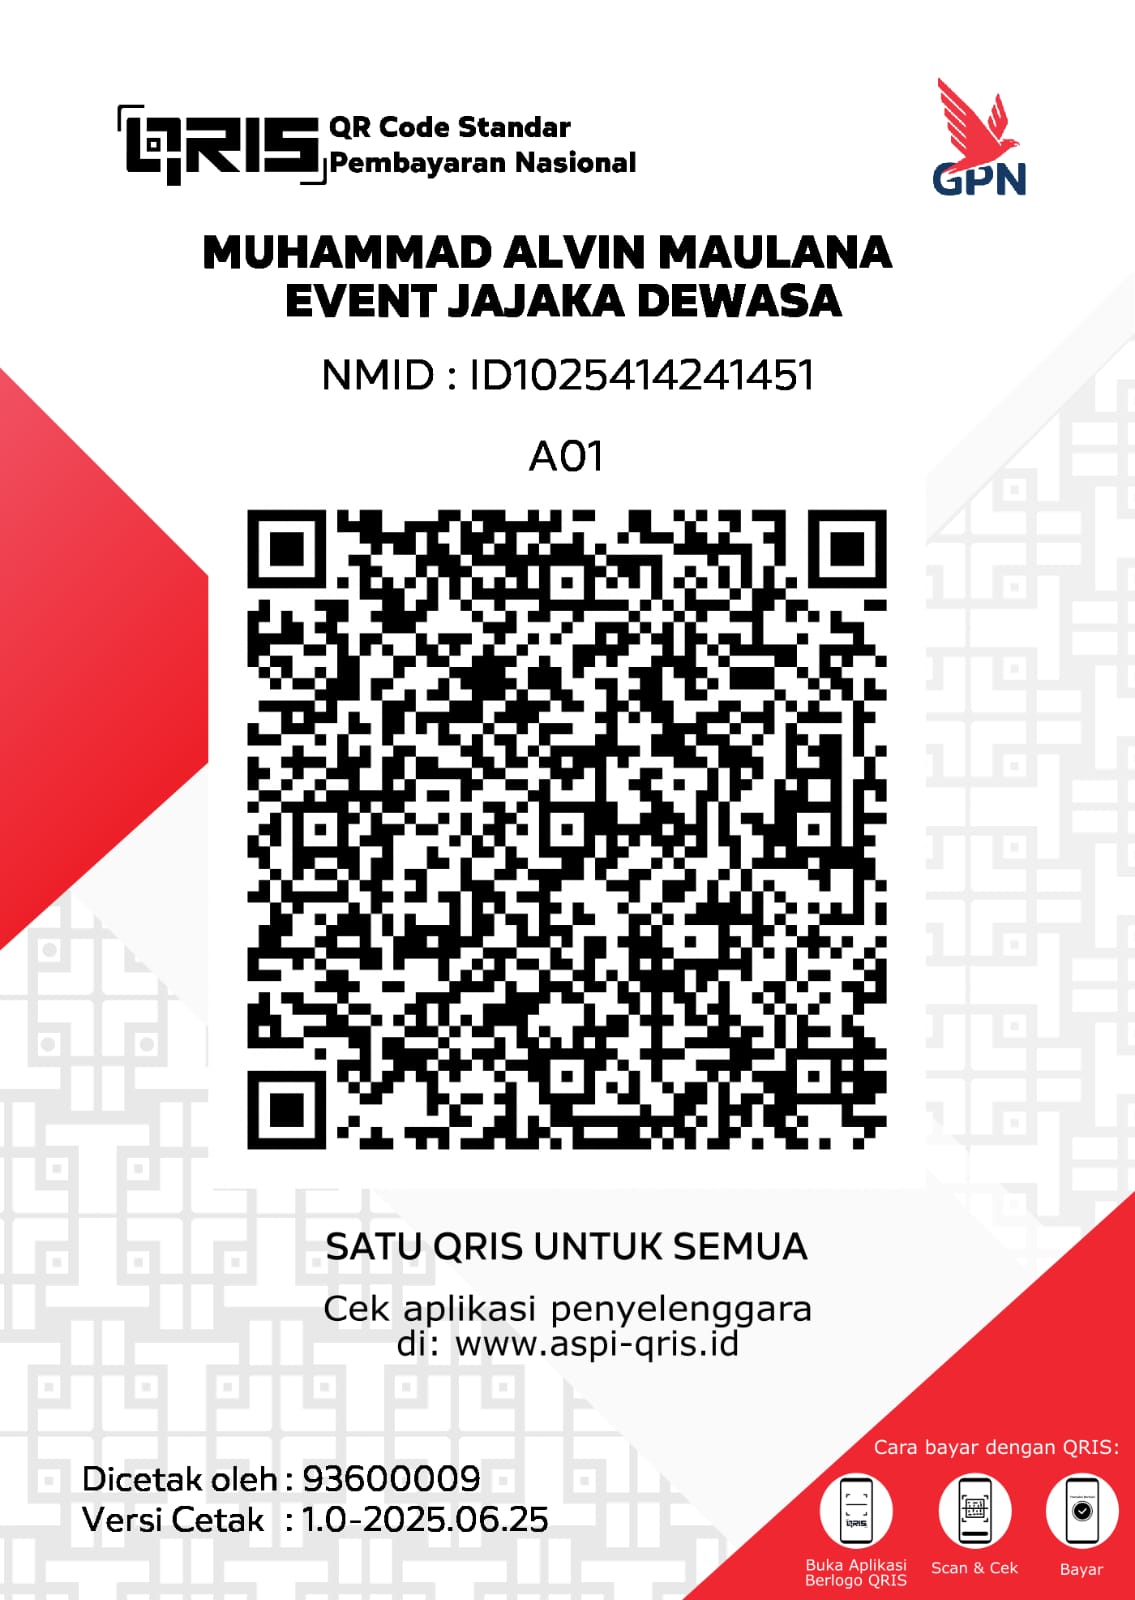 QRIS
QR Code Standar
Pembayaran Nasional
GPN
MUHAMMAD ALVIN MAULANA
EVENT JAJAKA DEWASA
NMID : ID1025414241451
A01
SATU QRIS UNTUK SEMUA
Cek aplikasi penyelenggara
di: www.aspi-qris.id
Dicetak oleh : 93600009
Versi Cetak : 1.0-2025.06.25
Cara bayar dengan QRIS:
QRIS
Buka Aplikasi
Berlogo QRIS
Scan & Cek
Bayar